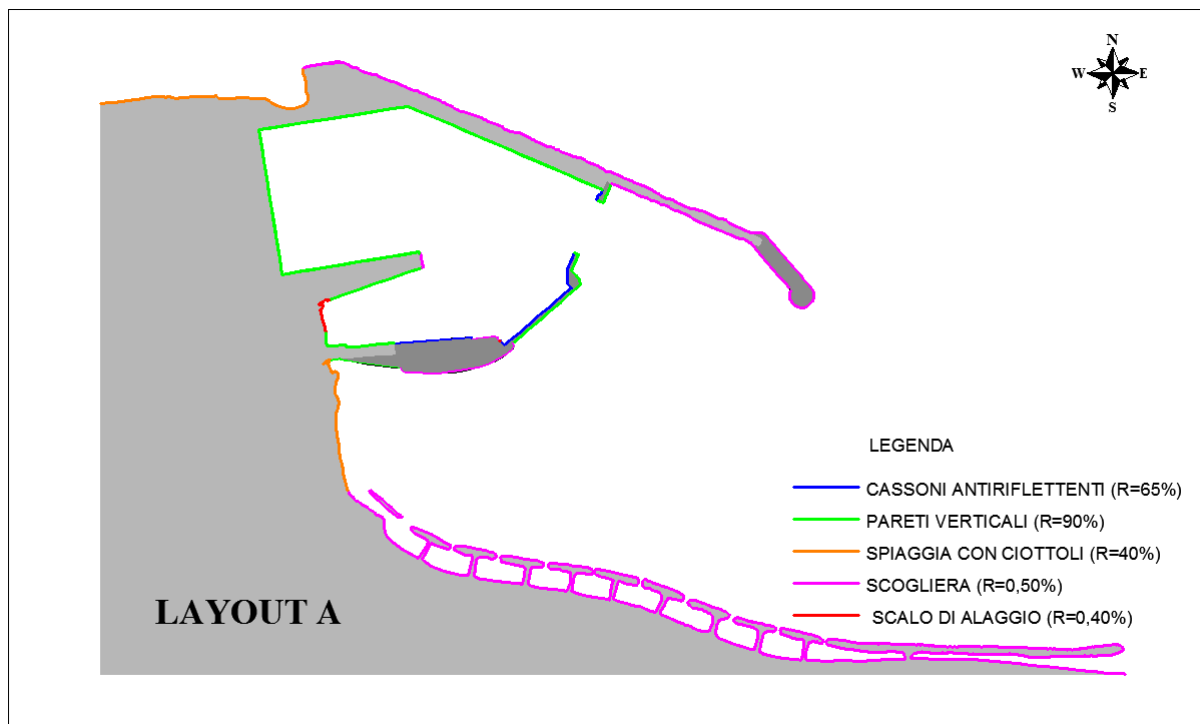 N
W E
S
LEGENDA
CASSONI ANTIRIFLETTENTI (R=65%)
PARETI VERTICALI (R=90%)
SPIAGGIA CON CIOTTOLI (R=40%)
SCOGLIERA (R=0,50%)
SCALO DI ALAGGIO (R=0,40%)
LAYOUT A